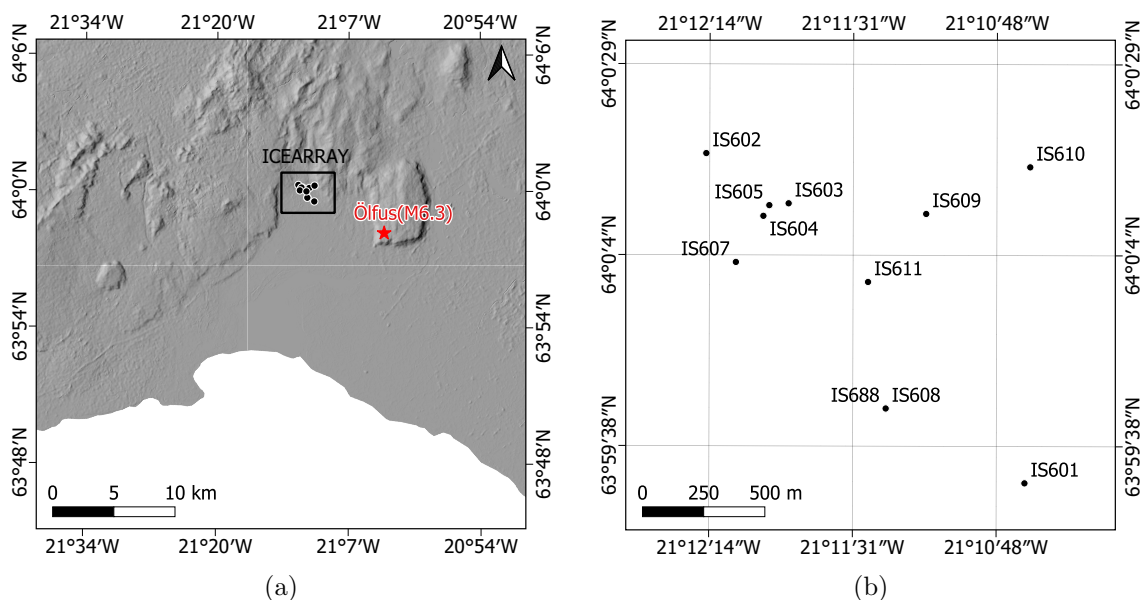 21°34′W 21°20′W 21°7′W 20°54′W
64°6′N 64°6′N
ICEARRAY
64°0′N 64°0′N
Ölfus(M6.3)
63°54′N 63°54′N
63°48′N 63°48′N
0 5 10 km
21°34′W 21°20′W 21°7′W 20°54′W
(a)
21°12′14″W 21°11′31″W 21°10′48″W
64°0′29″N 64°0′29″N
IS602
IS610
IS605 IS603
IS609
IS604
IS607
64°0′4″N 64°0′4″N
IS611
IS688 IS608
63°59′38″N 63°59′38″N
IS601
0 250 500 m
21°12′14″W 21°11′31″W 21°10′48″W
(b)